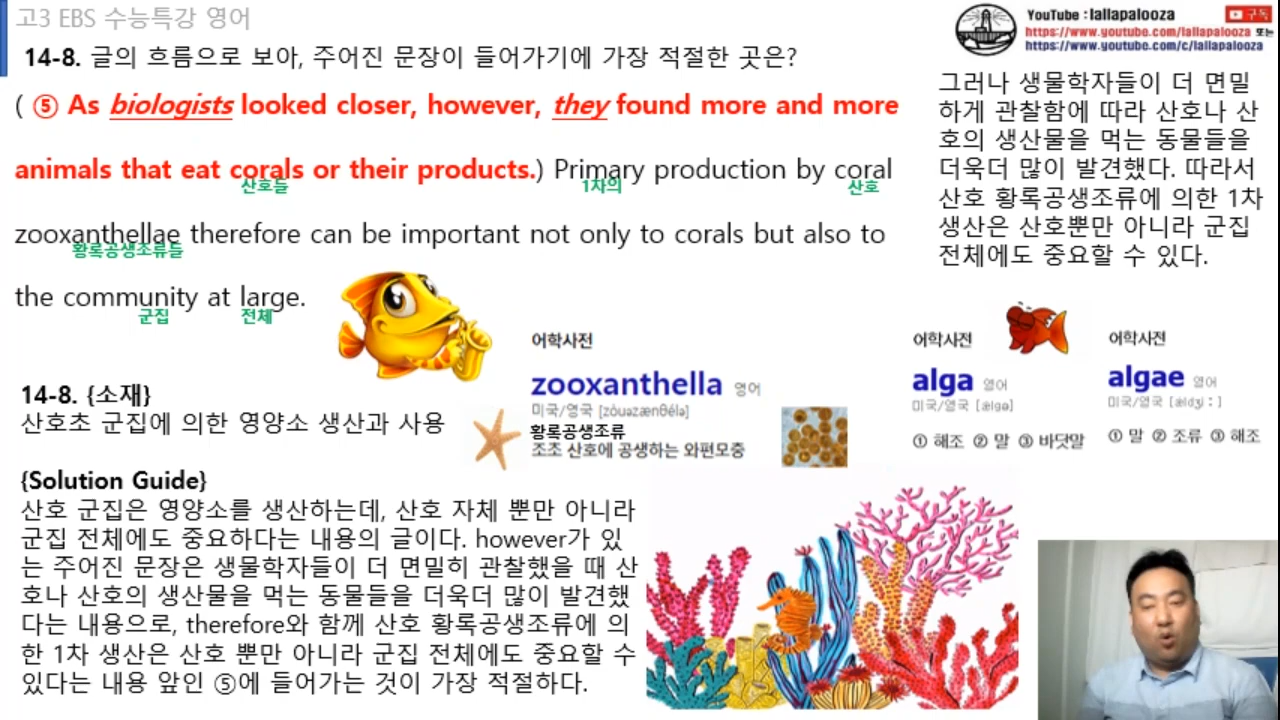 고3 EBS 수능특강 영어
YouTube : lallapalooza
구독
https://www.youtube.com/lallapalooza 또는
https://www.youtube.com/c/lallapalooza
14-8. 글의 흐름으로 보아, 주어진 문장이 들어가기에 가장 적절한 곳은?
( ⑤ As biologists looked closer, however, they found more and more
animals that eat corals or their products.) Primary production by coral
산호들 1차의 산호
zooxanthellae therefore can be important not only to corals but also to
황록공생조류들
the community at large.
군집 전체
그러나 생물학자들이 더 면밀
하게 관찰함에 따라 산호나 산
호의 생산물을 먹는 동물들을
더욱더 많이 발견했다. 따라서
산호 황록공생조류에 의한 1차
생산은 산호뿐만 아니라 군집
전체에도 중요할 수 있다.
14-8. {소재}
산호초 군집에 의한 영양소 생산과 사용
어학사전
zooxanthella 영어
미국/영국 [zòuəzænθélə]
황록공생조류
조조 산호에 공생하는 와편모충
어학사전
alga 영어
미국/영국 [ælgə]
① 해조 ② 말 ③ 바닷말
어학사전
algae 영어
미국/영국 [ældʒiː]
① 말 ② 조류 ③ 해조
{Solution Guide}
산호 군집은 영양소를 생산하는데, 산호 자체 뿐만 아니라
군집 전체에도 중요하다는 내용의 글이다. however가 있
는 주어진 문장은 생물학자들이 더 면밀히 관찰했을 때 산
호나 산호의 생산물을 먹는 동물들을 더욱더 많이 발견했
다는 내용으로, therefore와 함께 산호 황록공생조류에 의
한 1차 생산은 산호 뿐만 아니라 군집 전체에도 중요할 수
있다는 내용 앞인 ⑤에 들어가는 것이 가장 적절하다.